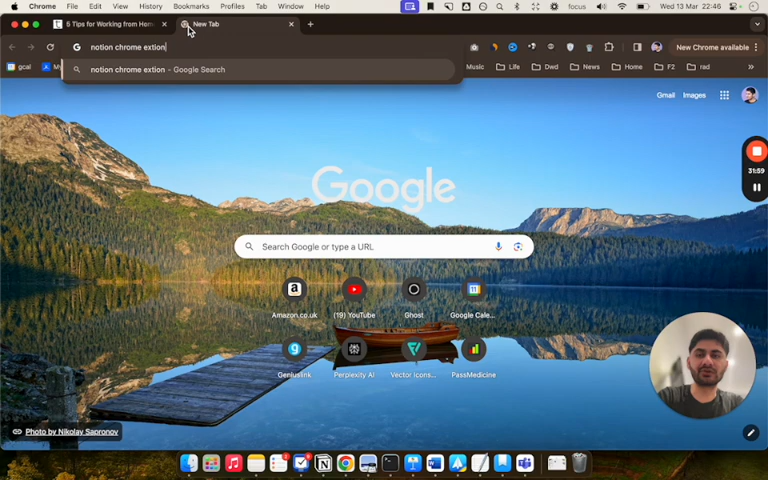 Chrome File Edit View History Bookmarks Profiles Tab Window Help
focus Wed 13 Mar 22:46
5 Tips for Working from Hom
New Tab
notion chrome extion
New Chrome available
notion chrome extion - Google Search
gcal
Music Life Dwd News Home F2 rad
Gmail Images
Google
31:59
Search Google or type a URL
Amazon.co.uk (19) YouTube Ghost Google Cale...
Geniuslink Perplexity AI Vector Icons... PassMedicine
Photo by Nikolay Sapronov